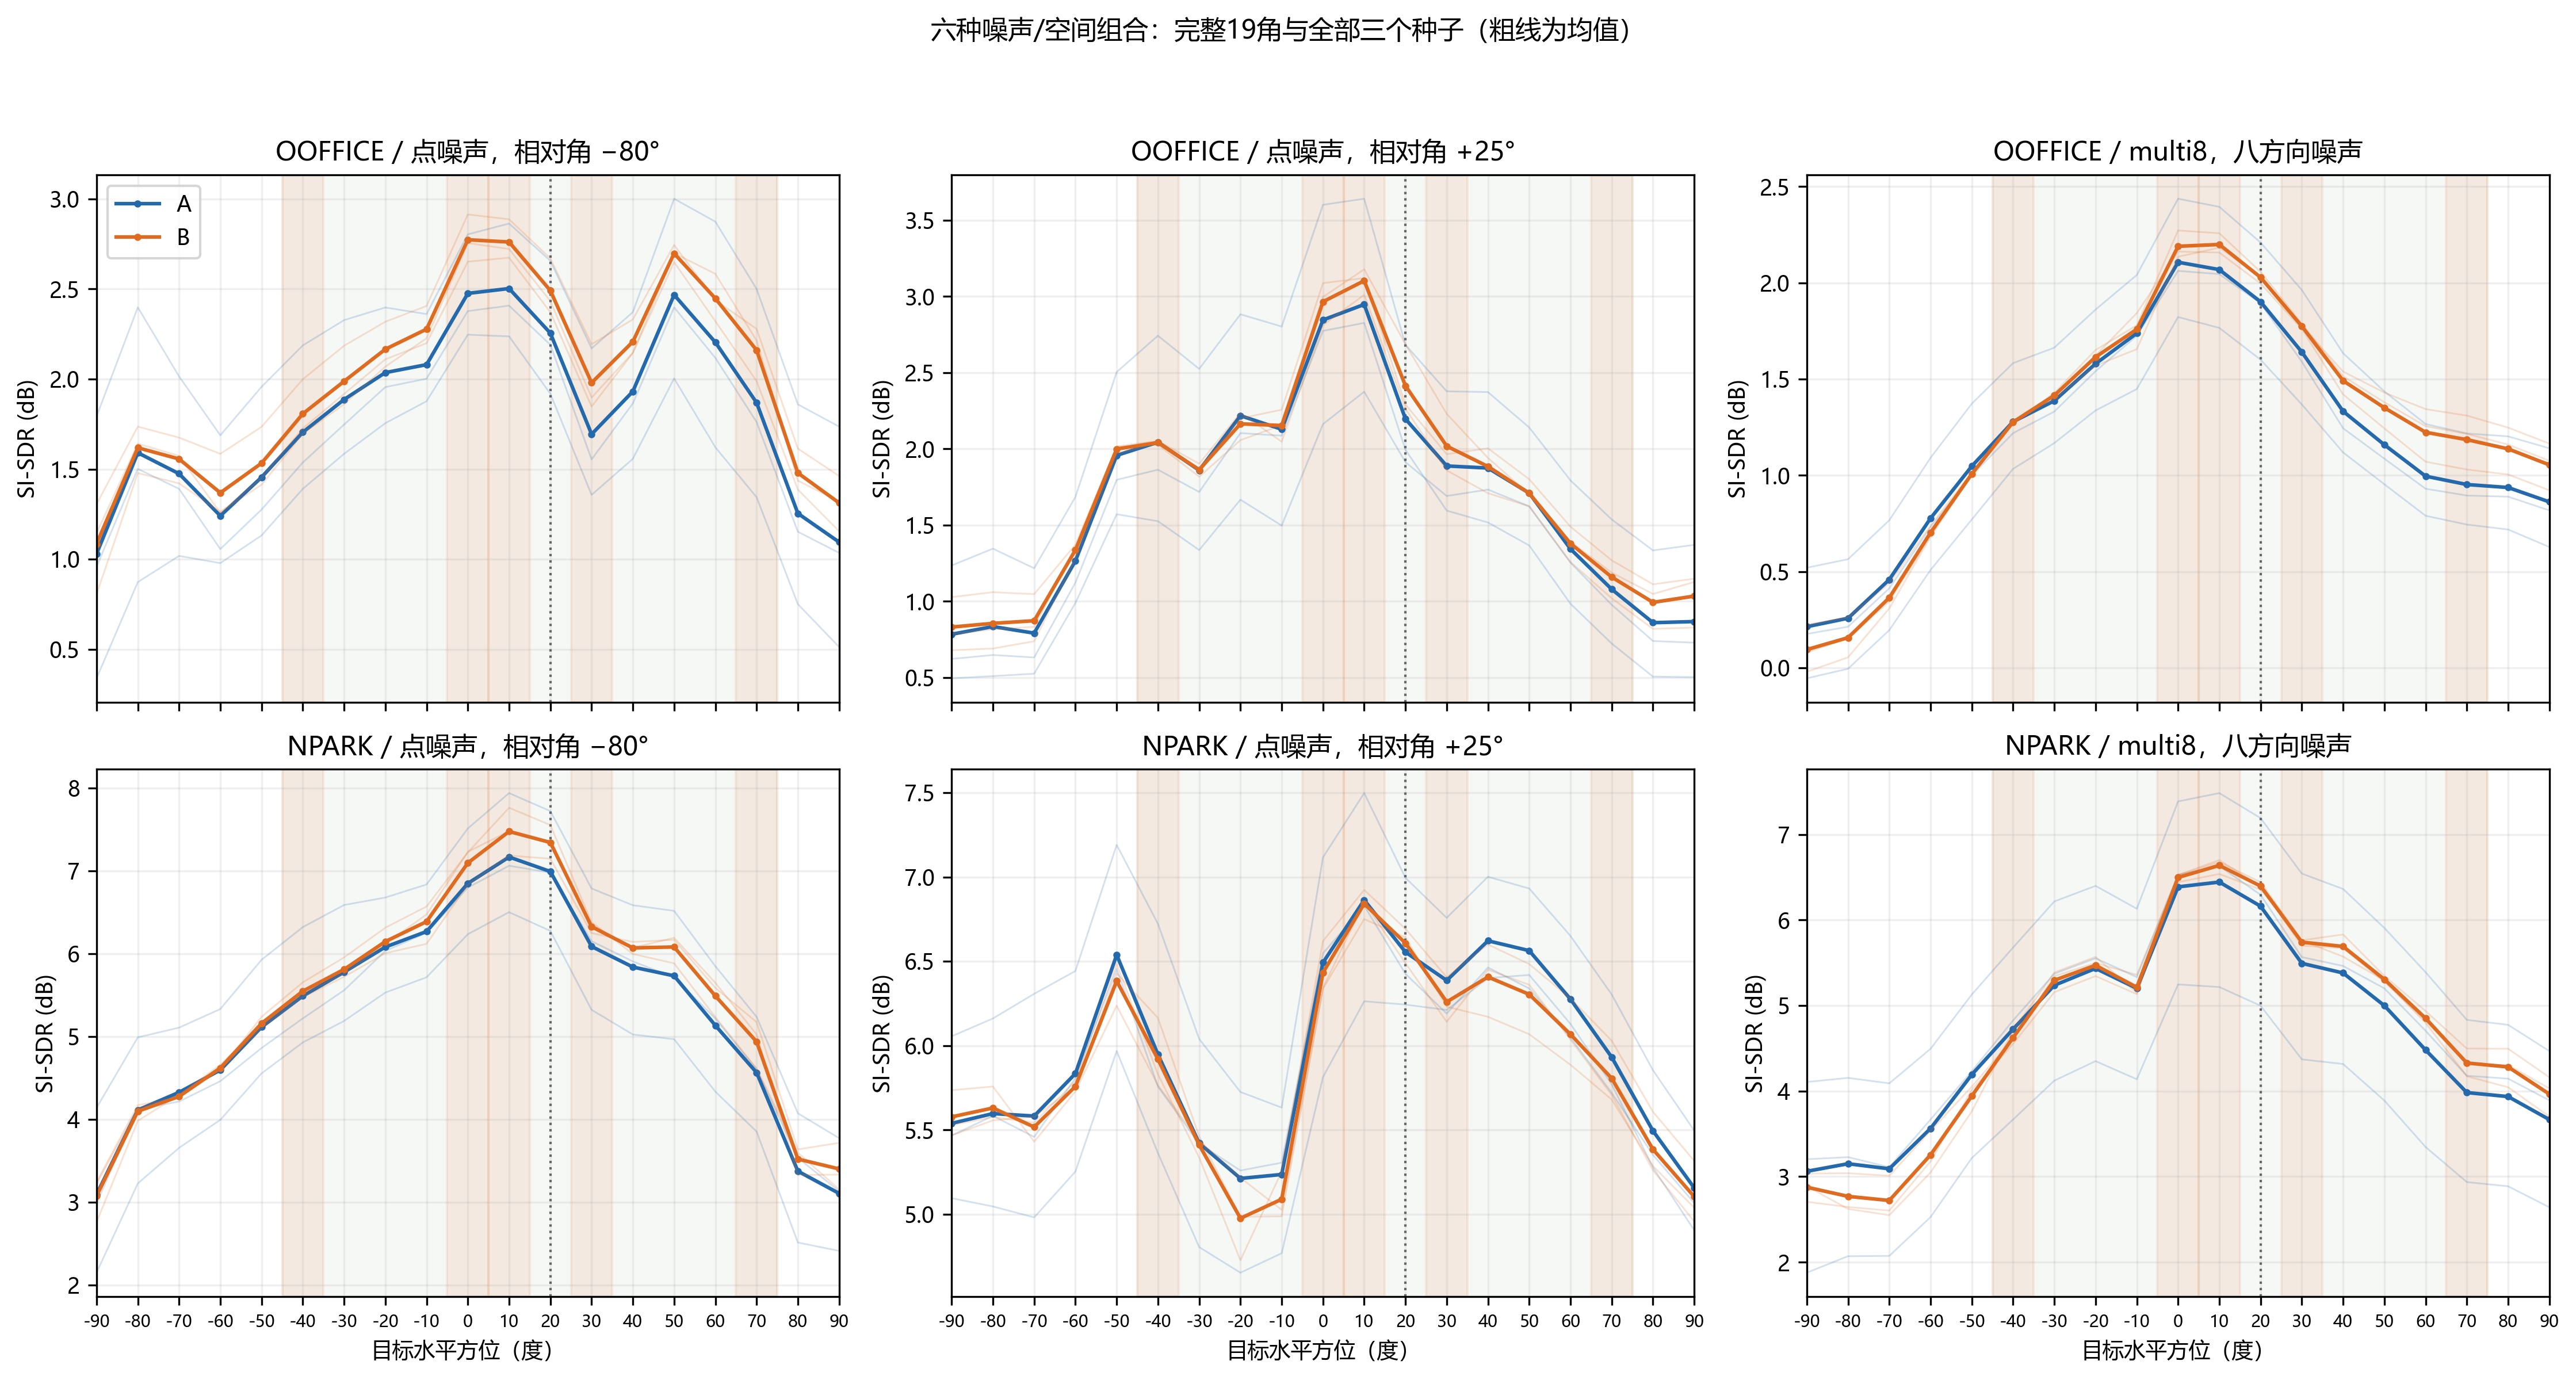 六种噪声/空间组合：完整19角与全部三个种子（粗线为均值）
OOFFICE / 点噪声，相对角 −80°
OOFFICE / 点噪声，相对角 +25°
OOFFICE / multi8，八方向噪声
A
B
SI-SDR (dB)
3.0
2.5
2.0
1.5
1.0
0.5
SI-SDR (dB)
3.5
3.0
2.5
2.0
1.5
1.0
0.5
SI-SDR (dB)
2.5
2.0
1.5
1.0
0.5
0.0
NPARK / 点噪声，相对角 −80°
NPARK / 点噪声，相对角 +25°
NPARK / multi8，八方向噪声
SI-SDR (dB)
8
7
6
5
4
3
2
SI-SDR (dB)
7.5
7.0
6.5
6.0
5.5
5.0
SI-SDR (dB)
7
6
5
4
3
2
-90 -80 -70 -60 -50 -40 -30 -20 -10 0 10 20 30 40 50 60 70 80 90
-90 -80 -70 -60 -50 -40 -30 -20 -10 0 10 20 30 40 50 60 70 80 90
-90 -80 -70 -60 -50 -40 -30 -20 -10 0 10 20 30 40 50 60 70 80 90
目标水平方位（度）
目标水平方位（度）
目标水平方位（度）